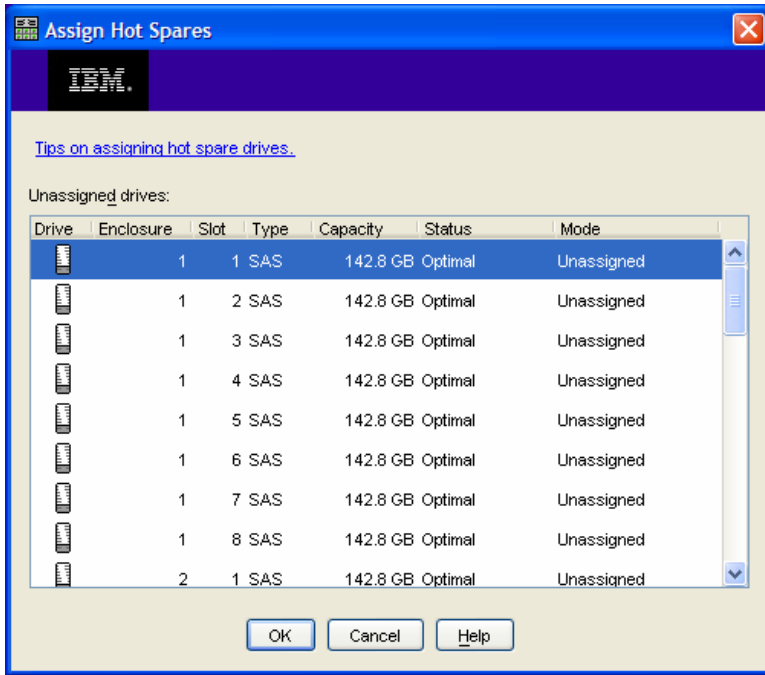 Assign Hot Spares
IBM.
Tips on assigning hot spare drives.
Unassigned drives:
Drive Enclosure Slot Type Capacity Status Mode
1 1 SAS 142.8 GB Optimal Unassigned
1 2 SAS 142.8 GB Optimal Unassigned
1 3 SAS 142.8 GB Optimal Unassigned
1 4 SAS 142.8 GB Optimal Unassigned
1 5 SAS 142.8 GB Optimal Unassigned
1 6 SAS 142.8 GB Optimal Unassigned
1 7 SAS 142.8 GB Optimal Unassigned
1 8 SAS 142.8 GB Optimal Unassigned
2 1 SAS 142.8 GB Optimal Unassigned
OK Cancel Help